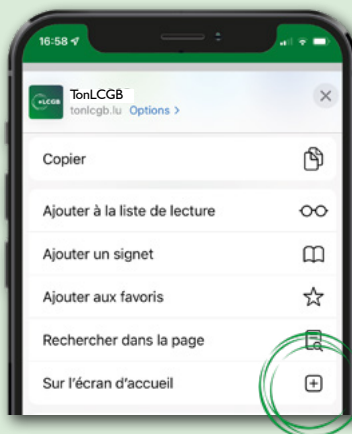 16:58
LCGB
TonLCGB
tonlcgb.lu Options >
Copier
Ajouter à la liste de lecture
Ajouter un signet
Ajouter aux favoris
Rechercher dans la page
Sur l'écran d'accueil